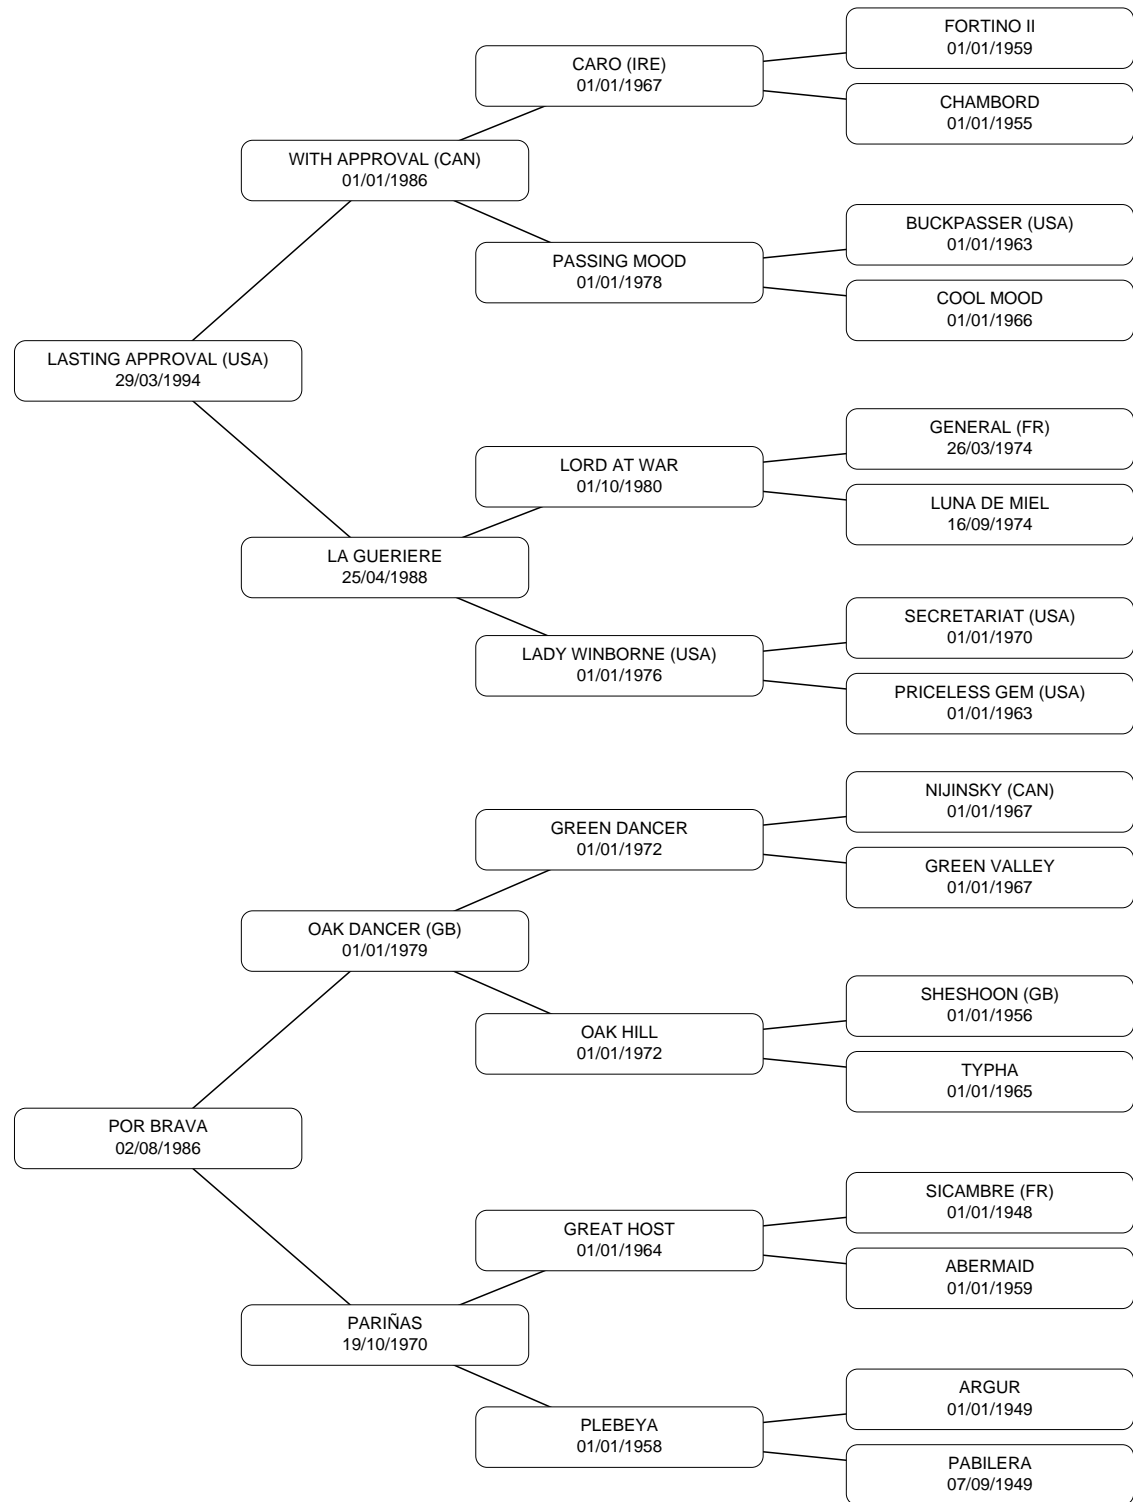 FORTINO II
01/01/1959
CARO (IRE)
01/01/1967
CHAMBORD
01/01/1955
WITH APPROVAL (CAN)
01/01/1986
BUCKPASSER (USA)
01/01/1963
PASSING MOOD
01/01/1978
COOL MOOD
01/01/1966
LASTING APPROVAL (USA)
29/03/1994
GENERAL (FR)
26/03/1974
LORD AT WAR
01/10/1980
LUNA DE MIEL
16/09/1974
LA GUERIERE
25/04/1988
SECRETARIAT (USA)
01/01/1970
LADY WINBORNE (USA)
01/01/1976
PRICELESS GEM (USA)
01/01/1963
NIJINSKY (CAN)
01/01/1967
GREEN DANCER
01/01/1972
GREEN VALLEY
01/01/1967
OAK DANCER (GB)
01/01/1979
SHESHOON (GB)
01/01/1956
OAK HILL
01/01/1972
TYPHA
01/01/1965
POR BRAVA
02/08/1986
SICAMBRE (FR)
01/01/1948
GREAT HOST
01/01/1964
ABERMAID
01/01/1959
PARIÑAS
19/10/1970
ARGUR
01/01/1949
PLEBEYA
01/01/1958
PABILERA
07/09/1949